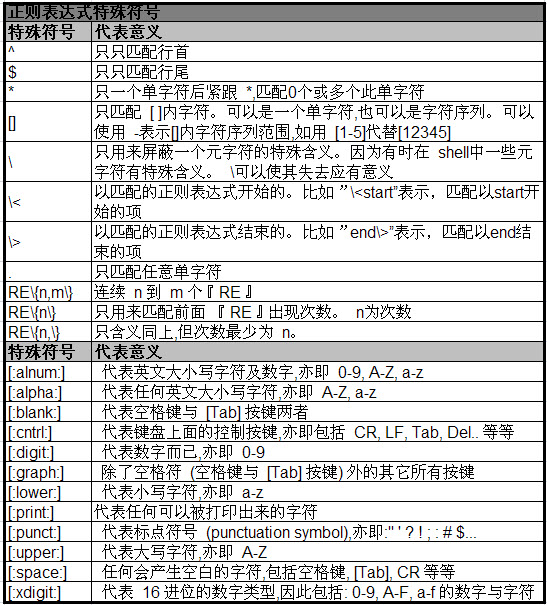 正则表达式特殊符号
特殊符号 代表意义
^ 只只匹配行首
$ 只只匹配行尾
* 只一个单字符后紧跟 *,匹配0个或多个此单字符
[] 只匹配 [ ]内字符。可以是一个单字符,也可以是字符序列。可以
使用 -表示[]内字符序列范围,如用 [1-5]代替[12345]
\ 只用来屏蔽一个元字符的特殊含义。因为有时在 shell中一些元
字符有特殊含义。 \可以使其失去应有意义
\< 以匹配的正则表达式开始的。比如”\<start”表示，匹配以start开
始的项
\> 以匹配的正则表达式结束的。比如”end\>”表示，匹配以end结
束的项
. 只匹配任意单字符
RE\{n,m\} 连续 n 到 m 个『RE』
RE\{n\} 只用来匹配前面 『RE』出现次数。 n为次数
RE\{n,\} 只含义同上,但次数最少为 n。
特殊符号 代表意义
[:alnum:] 代表英文大小写字符及数字,亦即 0-9, A-Z, a-z
[:alpha:] 代表任何英文大小写字符,亦即 A-Z, a-z
[:blank:] 代表空格键与 [Tab] 按键两者
[:cntrl:] 代表键盘上面的控制按键,亦即包括 CR, LF, Tab, Del.. 等等
[:digit:] 代表数字而已,亦即 0-9
[:graph:] 除了空格符 (空格键与 [Tab] 按键) 外的其它所有按键
[:lower:] 代表小写字符,亦即 a-z
[:print:] 代表任何可以被打印出来的字符
[:punct:] 代表标点符号 (punctuation symbol),亦即:" ' ? ! ; : # $...
[:upper:] 代表大写字符,亦即 A-Z
[:space:] 任何会产生空白的字符,包括空格键, [Tab], CR 等等
[:xdigit:] 代表 16 进位的数字类型,因此包括: 0-9, A-F, a-f 的数字与字符